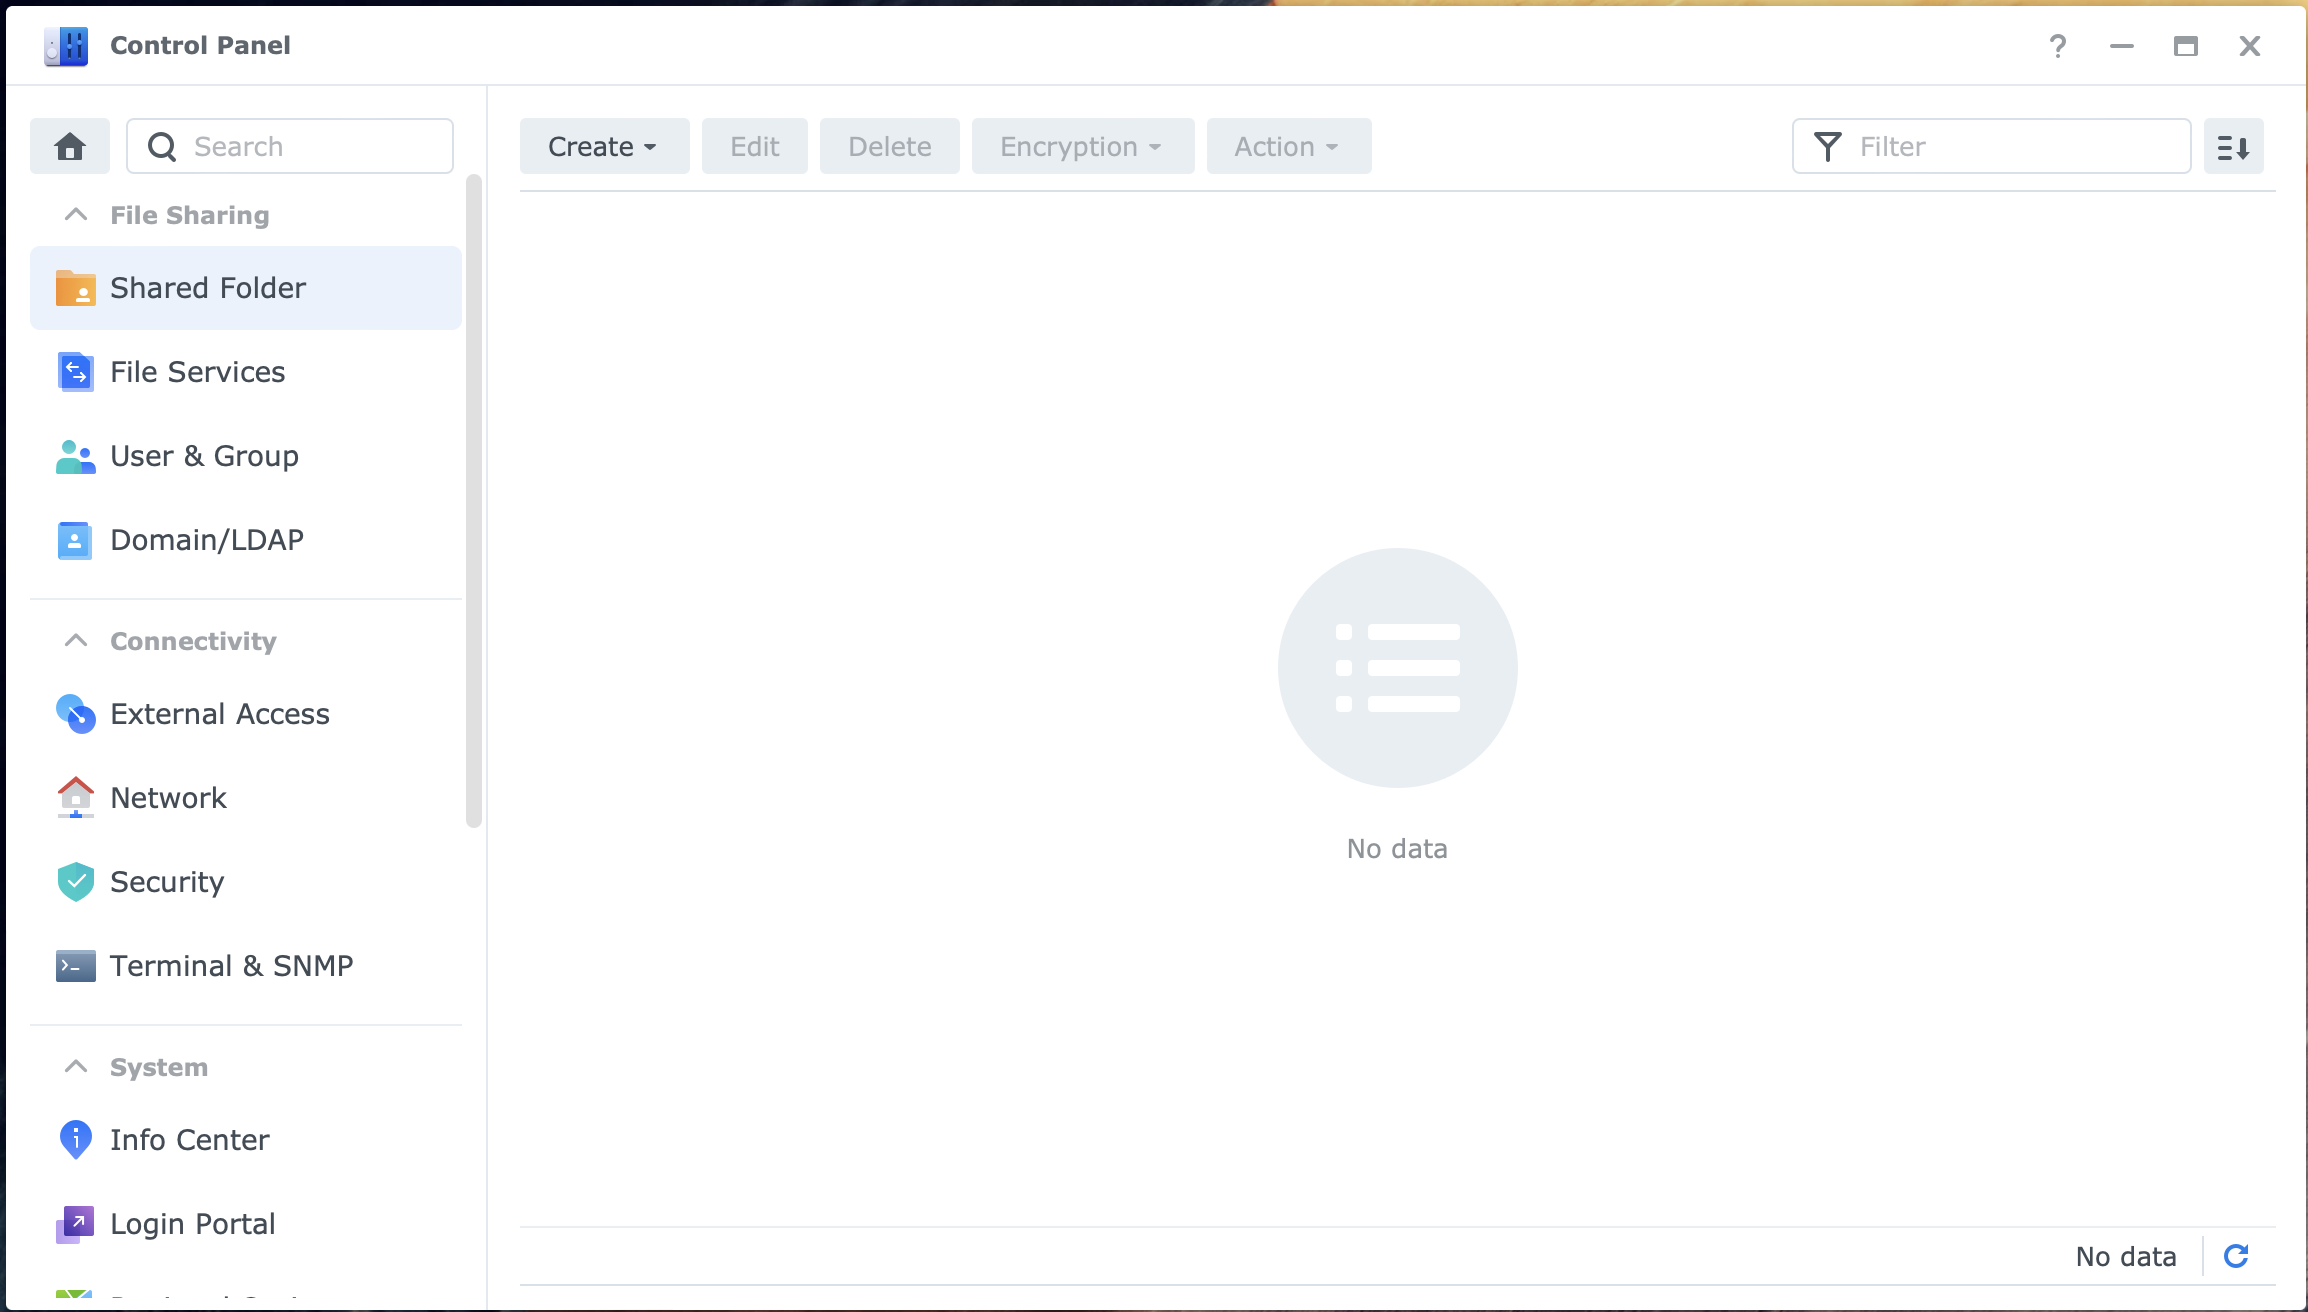 Control Panel
Search
Create Edit Delete Encryption Action Filter
File Sharing
Shared Folder
File Services
User & Group
Domain/LDAP
Connectivity
External Access
Network
Security
Terminal & SNMP
System
Info Center
Login Portal
No data
No data